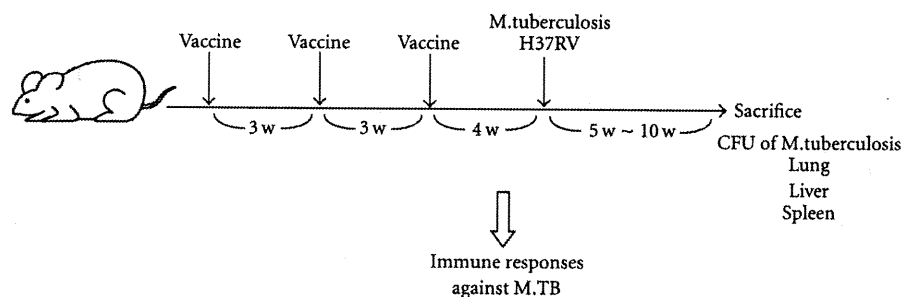 M.tuberculosis
H37RV
Vaccine Vaccine Vaccine
3 w 3 w 4 w 5 w ~ 10 w
Sacrifice
CFU of M.tuberculosis
Lung
Liver
Spleen
Immune responses
against M.TB